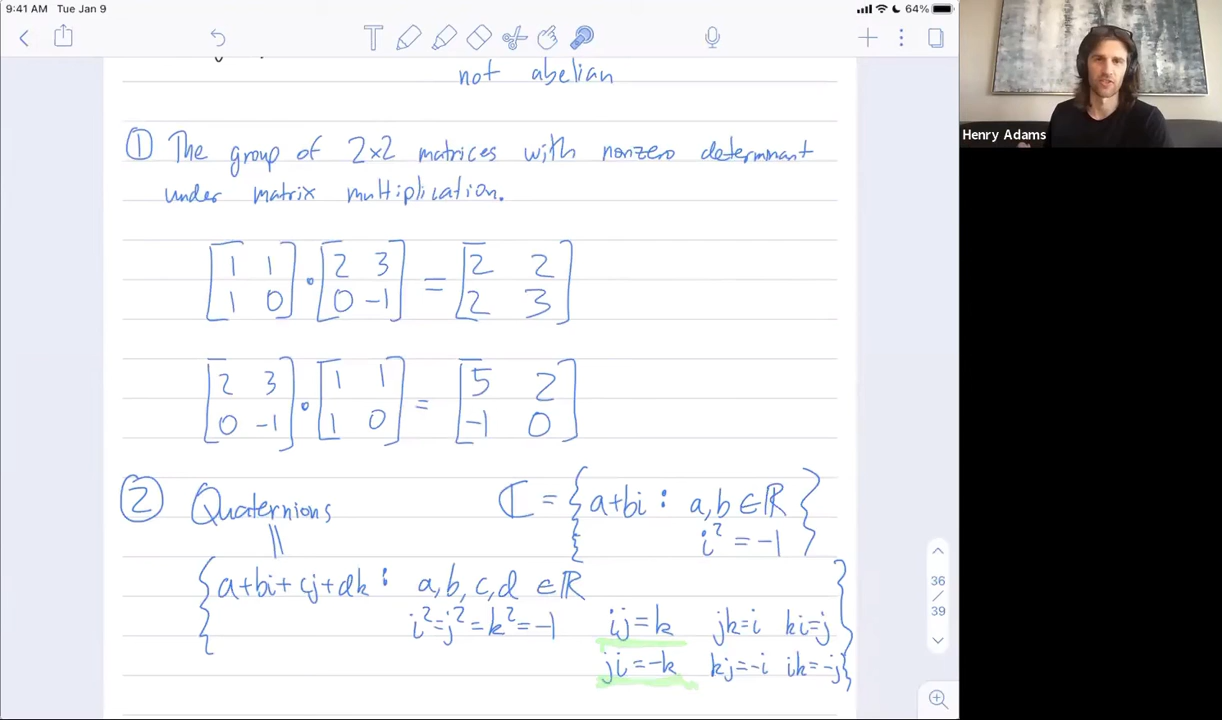 9:41 AM Tue Jan 9
64%
not abelian
Henry Adams
① The group of 2×2 matrices with nonzero determinant
under matrix multiplication.
[1 1; 1 0] · [2 3; 0 -1] = [2 2; 2 3]
[2 3; 0 -1] · [1 1; 1 0] = [5 2; -1 0]
② Quaternions ℂ = {a+bi : a,b ∈ ℝ
i² = -1}
||
{a+bi+cj+dk : a,b,c,d ∈ ℝ
i²=j²=k²=-1 ij=k jk=i ki=j
ji=-k kj=-i ik=-j}
36
/
39
T